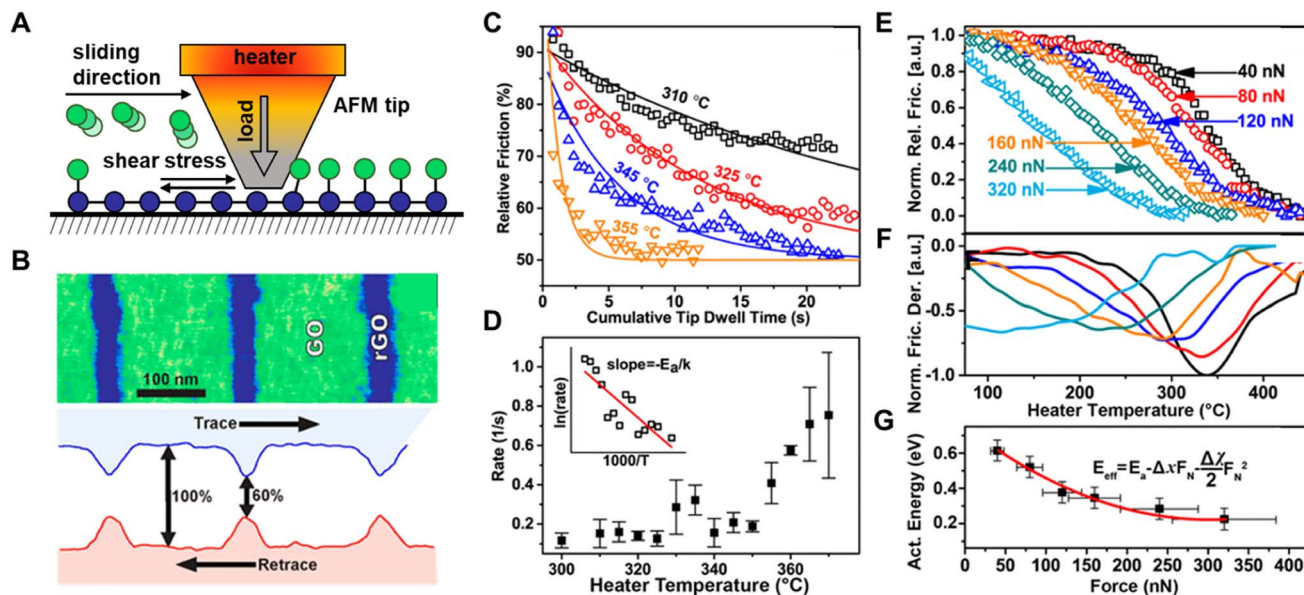 A
sliding
direction
heater
AFM tip
load
shear stress
B
GO
rGO
100 nm
Trace
100%
60%
Retrace
C
Relative Friction (%)
90
80
70
60
50
310 °C
325 °C
345 °C
355 °C
0 5 10 15 20
Cumulative Tip Dwell Time (s)
D
Rate (1/s)
1.0
0.8
0.6
0.4
0.2
0.0
ln(rate)
slope=-Ea/k
1000/T
300 320 340 360 380
Heater Temperature (°C)
E
Norm. Rel. Fric. [a.u.]
1.0
0.8
0.6
0.4
0.2
0.0
40 nN
80 nN
120 nN
160 nN
240 nN
320 nN
F
Norm. Fric. Der. [a.u.]
0.0
-0.5
-1.0
100 200 300 400
Heater Temperature (°C)
G
Act. Energy (eV)
0.6
0.4
0.2
E_eff=E_a-ΔxF_N-Δχ/2 F_N²
0 50 100 150 200 250 300 350 400
Force (nN)